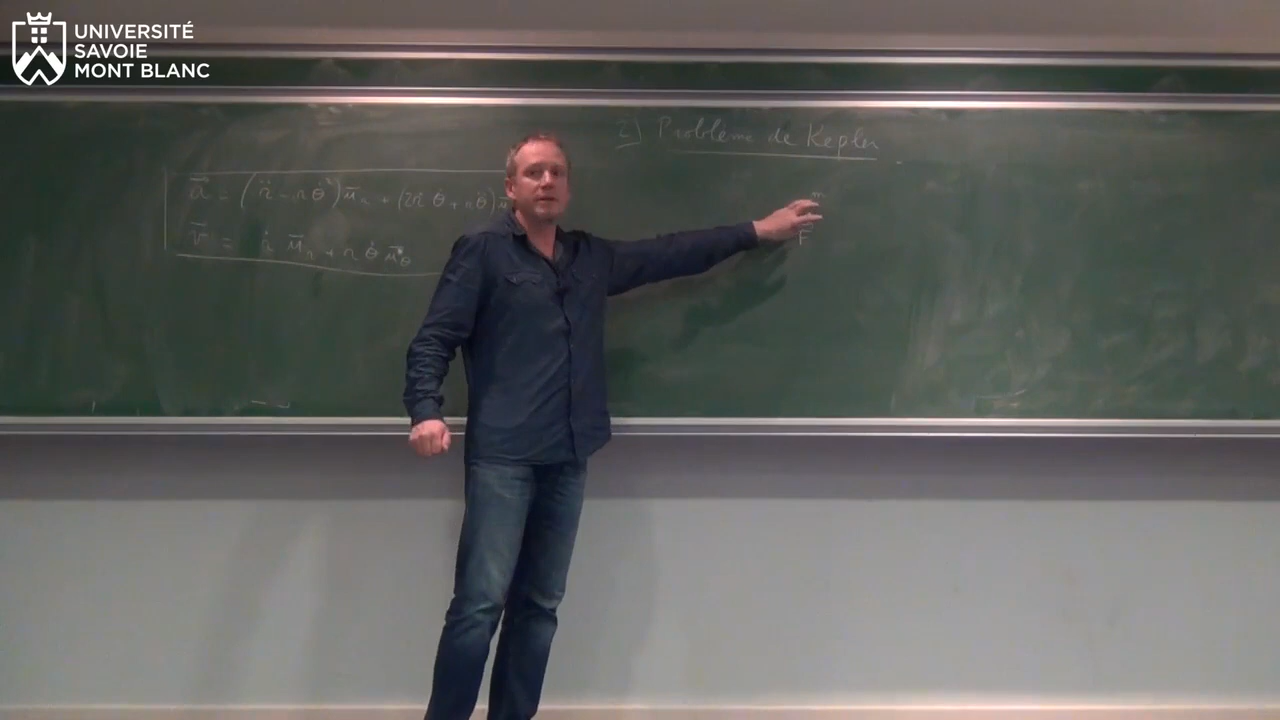 UNIVERSITÉ
SAVOIE
MONT BLANC
2) Problème de Kepler
a⃗ = (r̈ - rθ̇²) u⃗r + (2ṙθ̇ + rθ̈) u⃗
v⃗ = ṙ u⃗r + rθ̇ u⃗θ
m
F⃗